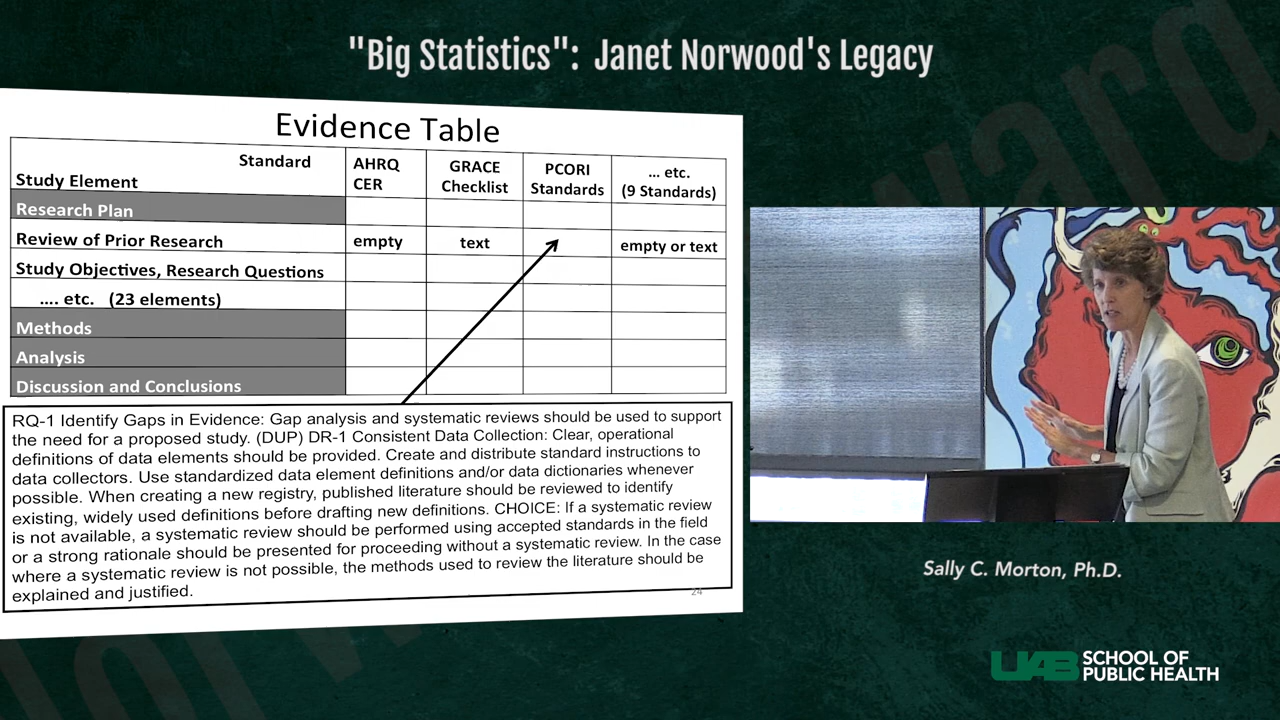 "Big Statistics": Janet Norwood's Legacy
Evidence Table
Standard
Study Element
AHRQ
CER
GRACE
Checklist
PCORI
Standards
... etc.
(9 Standards)
Research Plan
Review of Prior Research
empty
text
empty or text
Study Objectives, Research Questions
.... etc. (23 elements)
Methods
Analysis
Discussion and Conclusions
RQ-1 Identify Gaps in Evidence: Gap analysis and systematic reviews should be used to support
the need for a proposed study. (DUP) DR-1 Consistent Data Collection: Clear, operational
definitions of data elements should be provided. Create and distribute standard instructions to
data collectors. Use standardized data element definitions and/or data dictionaries whenever
possible. When creating a new registry, published literature should be reviewed to identify
existing, widely used definitions before drafting new definitions. CHOICE: If a systematic review
is not available, a systematic review should be performed using accepted standards in the field
or a strong rationale should be presented for proceeding without a systematic review. In the case
where a systematic review is not possible, the methods used to review the literature should be
explained and justified.
24
Sally C. Morton, Ph.D.
UAB SCHOOL OF
PUBLIC HEALTH